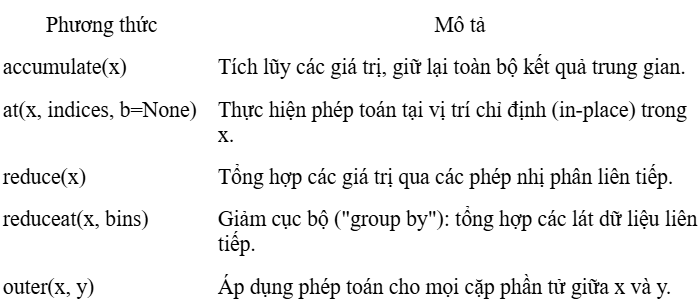 Phương thức Mô tả
accumulate(x) Tích lũy các giá trị, giữ lại toàn bộ kết quả trung gian.
at(x, indices, b=None) Thực hiện phép toán tại vị trí chỉ định (in-place) trong
x.
reduce(x) Tổng hợp các giá trị qua các phép nhị phân liên tiếp.
reduceat(x, bins) Giảm cục bộ ("group by"): tổng hợp các lát dữ liệu liên
tiếp.
outer(x, y) Áp dụng phép toán cho mọi cặp phần tử giữa x và y.